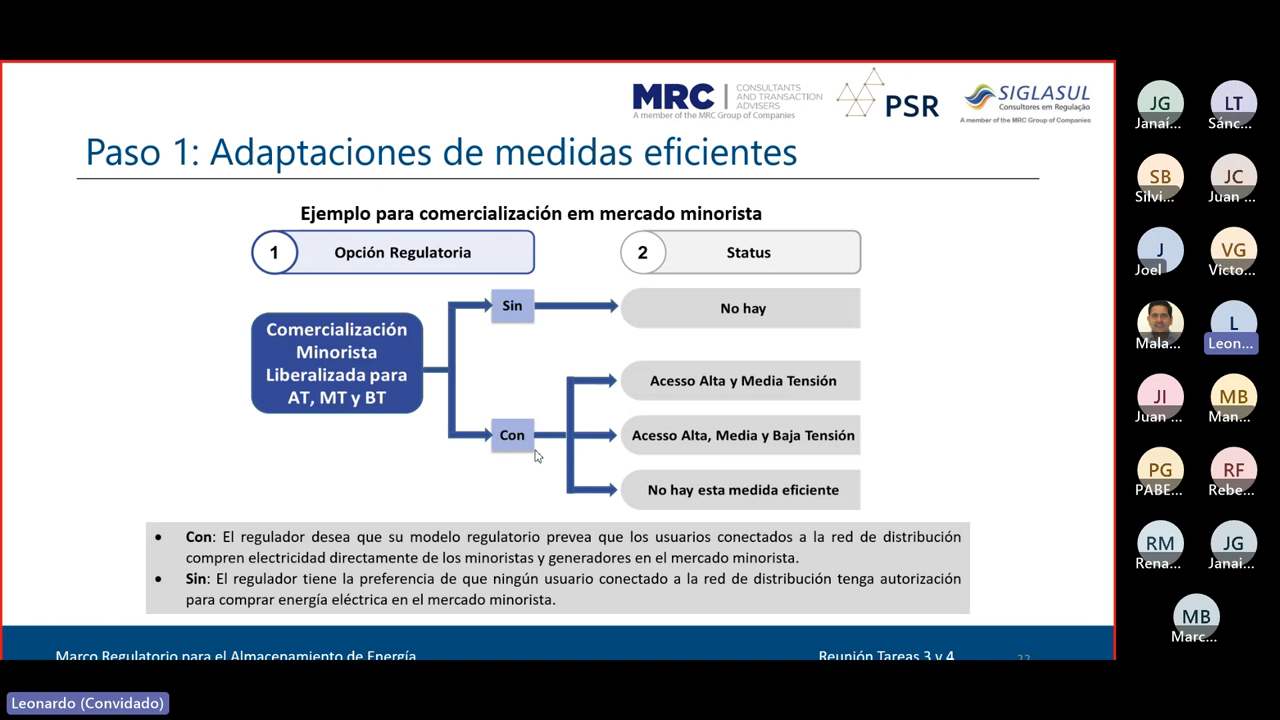 MRC
CONSULTANTS
AND TRANSACTION
ADVISERS
A member of the MRC Group of Companies
PSR
SIGLASUL
Consultores em Regulação
A member of the MRC Group of Companies
Paso 1: Adaptaciones de medidas eficientes
Ejemplo para comercialización em mercado minorista
1
Opción Regulatoria
2
Status
Comercialización
Minorista
Liberalizada para
AT, MT y BT
Sin
No hay
Con
Acesso Alta y Media Tensión
Acesso Alta, Media y Baja Tensión
No hay esta medida eficiente
• Con: El regulador desea que su modelo regulatorio prevea que los usuarios conectados a la red de distribución
compren electricidad directamente de los minoristas y generadores en el mercado minorista.
• Sin: El regulador tiene la preferencia de que ningún usuario conectado a la red de distribución tenga autorización
para comprar energía eléctrica en el mercado minorista.
Marco Regulatorio para el Almacenamiento de Energía
Reunión Tareas 3 y 4
22
JG
Janaí...
LT
Sánc...
SB
Silvi...
JC
Juan ...
J
Joel
VG
Victo...
Mala...
L
Leon...
JI
Juan ...
MB
Man...
PG
PABE...
RF
Rebe...
RM
Rena...
JG
Janai...
MB
Marc...
Leonardo (Convidado)